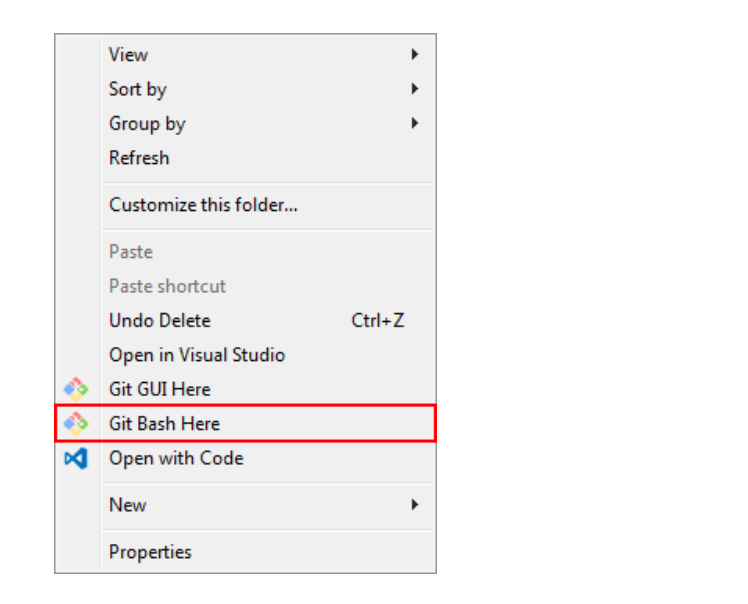 View
Sort by
Group by
Refresh
Customize this folder...
Paste
Paste shortcut
Undo Delete Ctrl+Z
Open in Visual Studio
Git GUI Here
Git Bash Here
Open with Code
New
Properties